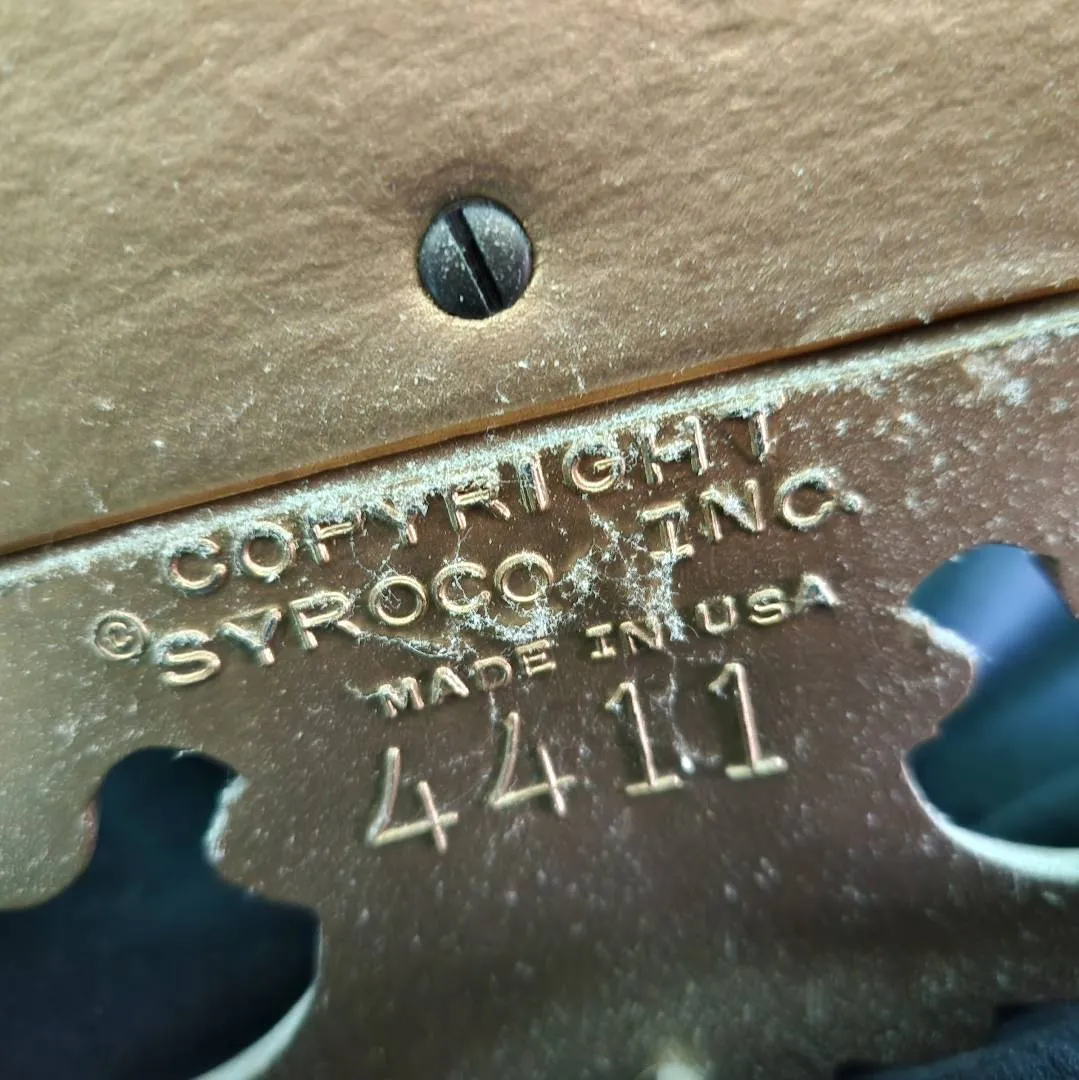 COPYRIGHT
© SYROCO INC.
MADE IN USA
4411